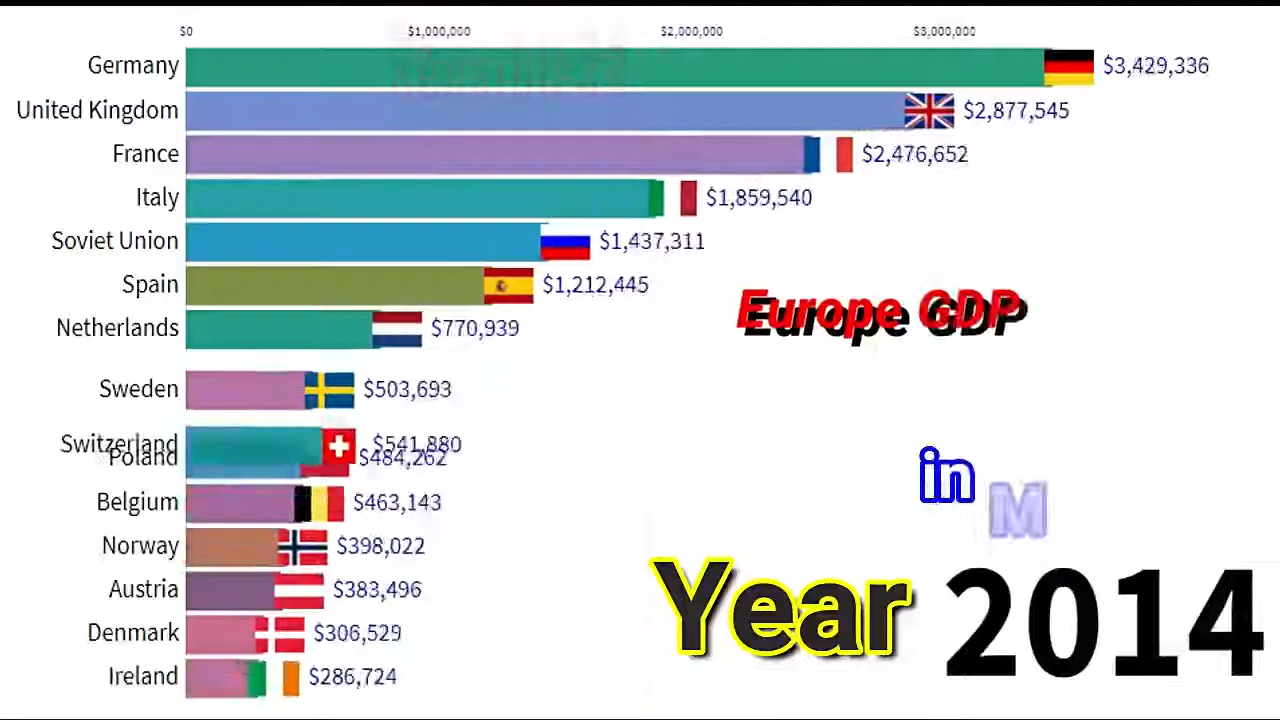 $0 $1,000,000 $2,000,000 $3,000,000
Germany $3,429,336
United Kingdom $2,877,545
France $2,476,652
Italy $1,859,540
Soviet Union $1,437,311
Spain $1,212,445
Netherlands $770,939
Europe GDP
Sweden $503,693
Switzerland $541,880
Poland $484,262
in M
Belgium $463,143
Norway $398,022
Austria $383,496
Year 2014
Denmark $306,529
Ireland $286,724